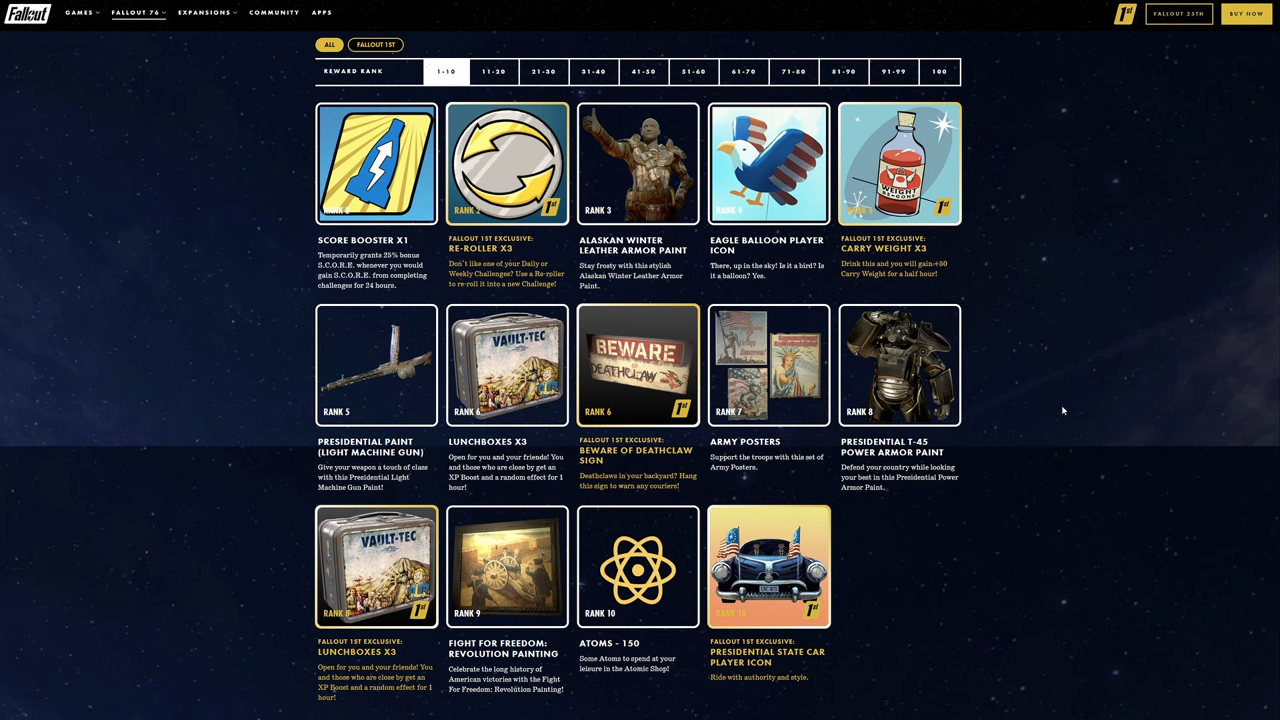 Fallout
GAMES
FALLOUT 76
EXPANSIONS
COMMUNITY
APPS
1st
FALLOUT 25TH
BUY NOW
ALL
FALLOUT 1ST
REWARD RANK
1-10
11-20
21-30
31-40
41-50
51-60
61-70
71-80
81-90
91-99
100
RANK
SCORE BOOSTER X1
Temporarily grants 25% bonus
S.C.O.R.E. whenever you would
gain S.C.O.R.E. from completing
challenges for 24 hours.
RANK 2
1st
FALLOUT 1ST EXCLUSIVE:
RE-ROLLER X3
Don't like one of your Daily or
Weekly Challenges? Use a Re-roller
to re-roll it into a new Challenge!
RANK 3
ALASKAN WINTER
LEATHER ARMOR PAINT
Stay frosty with this stylish
Alaskan Winter Leather Armor
Paint.
RANK 4
EAGLE BALLOON PLAYER
ICON
There, up in the sky! Is it a bird? Is
it a balloon? Yes.
WEIGHT
BE-GONE!
RANK 4
1st
FALLOUT 1ST EXCLUSIVE:
CARRY WEIGHT X3
Drink this and you will gain +50
Carry Weight for a half hour!
RANK 5
PRESIDENTIAL PAINT
(LIGHT MACHINE GUN)
Give your weapon a touch of class
with this Presidential Light
Machine Gun Paint!
VAULT-TEC
RANK 6
LUNCHBOXES X3
Open for you and your friends! You
and those who are close by get an
XP Boost and a random effect for 1
hour!
BEWARE
OF
DEATHCLAW
RANK 6
1st
FALLOUT 1ST EXCLUSIVE:
BEWARE OF DEATHCLAW
SIGN
Deathclaws in your backyard? Hang
this sign to warn any couriers!
RANK 7
ARMY POSTERS
Support the troops with this set of
Army Posters.
RANK 8
PRESIDENTIAL T-45
POWER ARMOR PAINT
Defend your country while looking
your best in this Presidential Power
Armor Paint.
VAULT-TEC
RANK 8
1st
FALLOUT 1ST EXCLUSIVE:
LUNCHBOXES X3
Open for you and your friends! You
and those who are close by get an
XP Boost and a random effect for 1
hour!
RANK 9
FIGHT FOR FREEDOM:
REVOLUTION PAINTING
Celebrate the long history of
American victories with the Fight
For Freedom: Revolution Painting!
RANK 10
ATOMS - 150
Some Atoms to spend at your
leisure in the Atomic Shop!
RANK 10
1st
FALLOUT 1ST EXCLUSIVE:
PRESIDENTIAL STATE CAR
PLAYER ICON
Ride with authority and style.